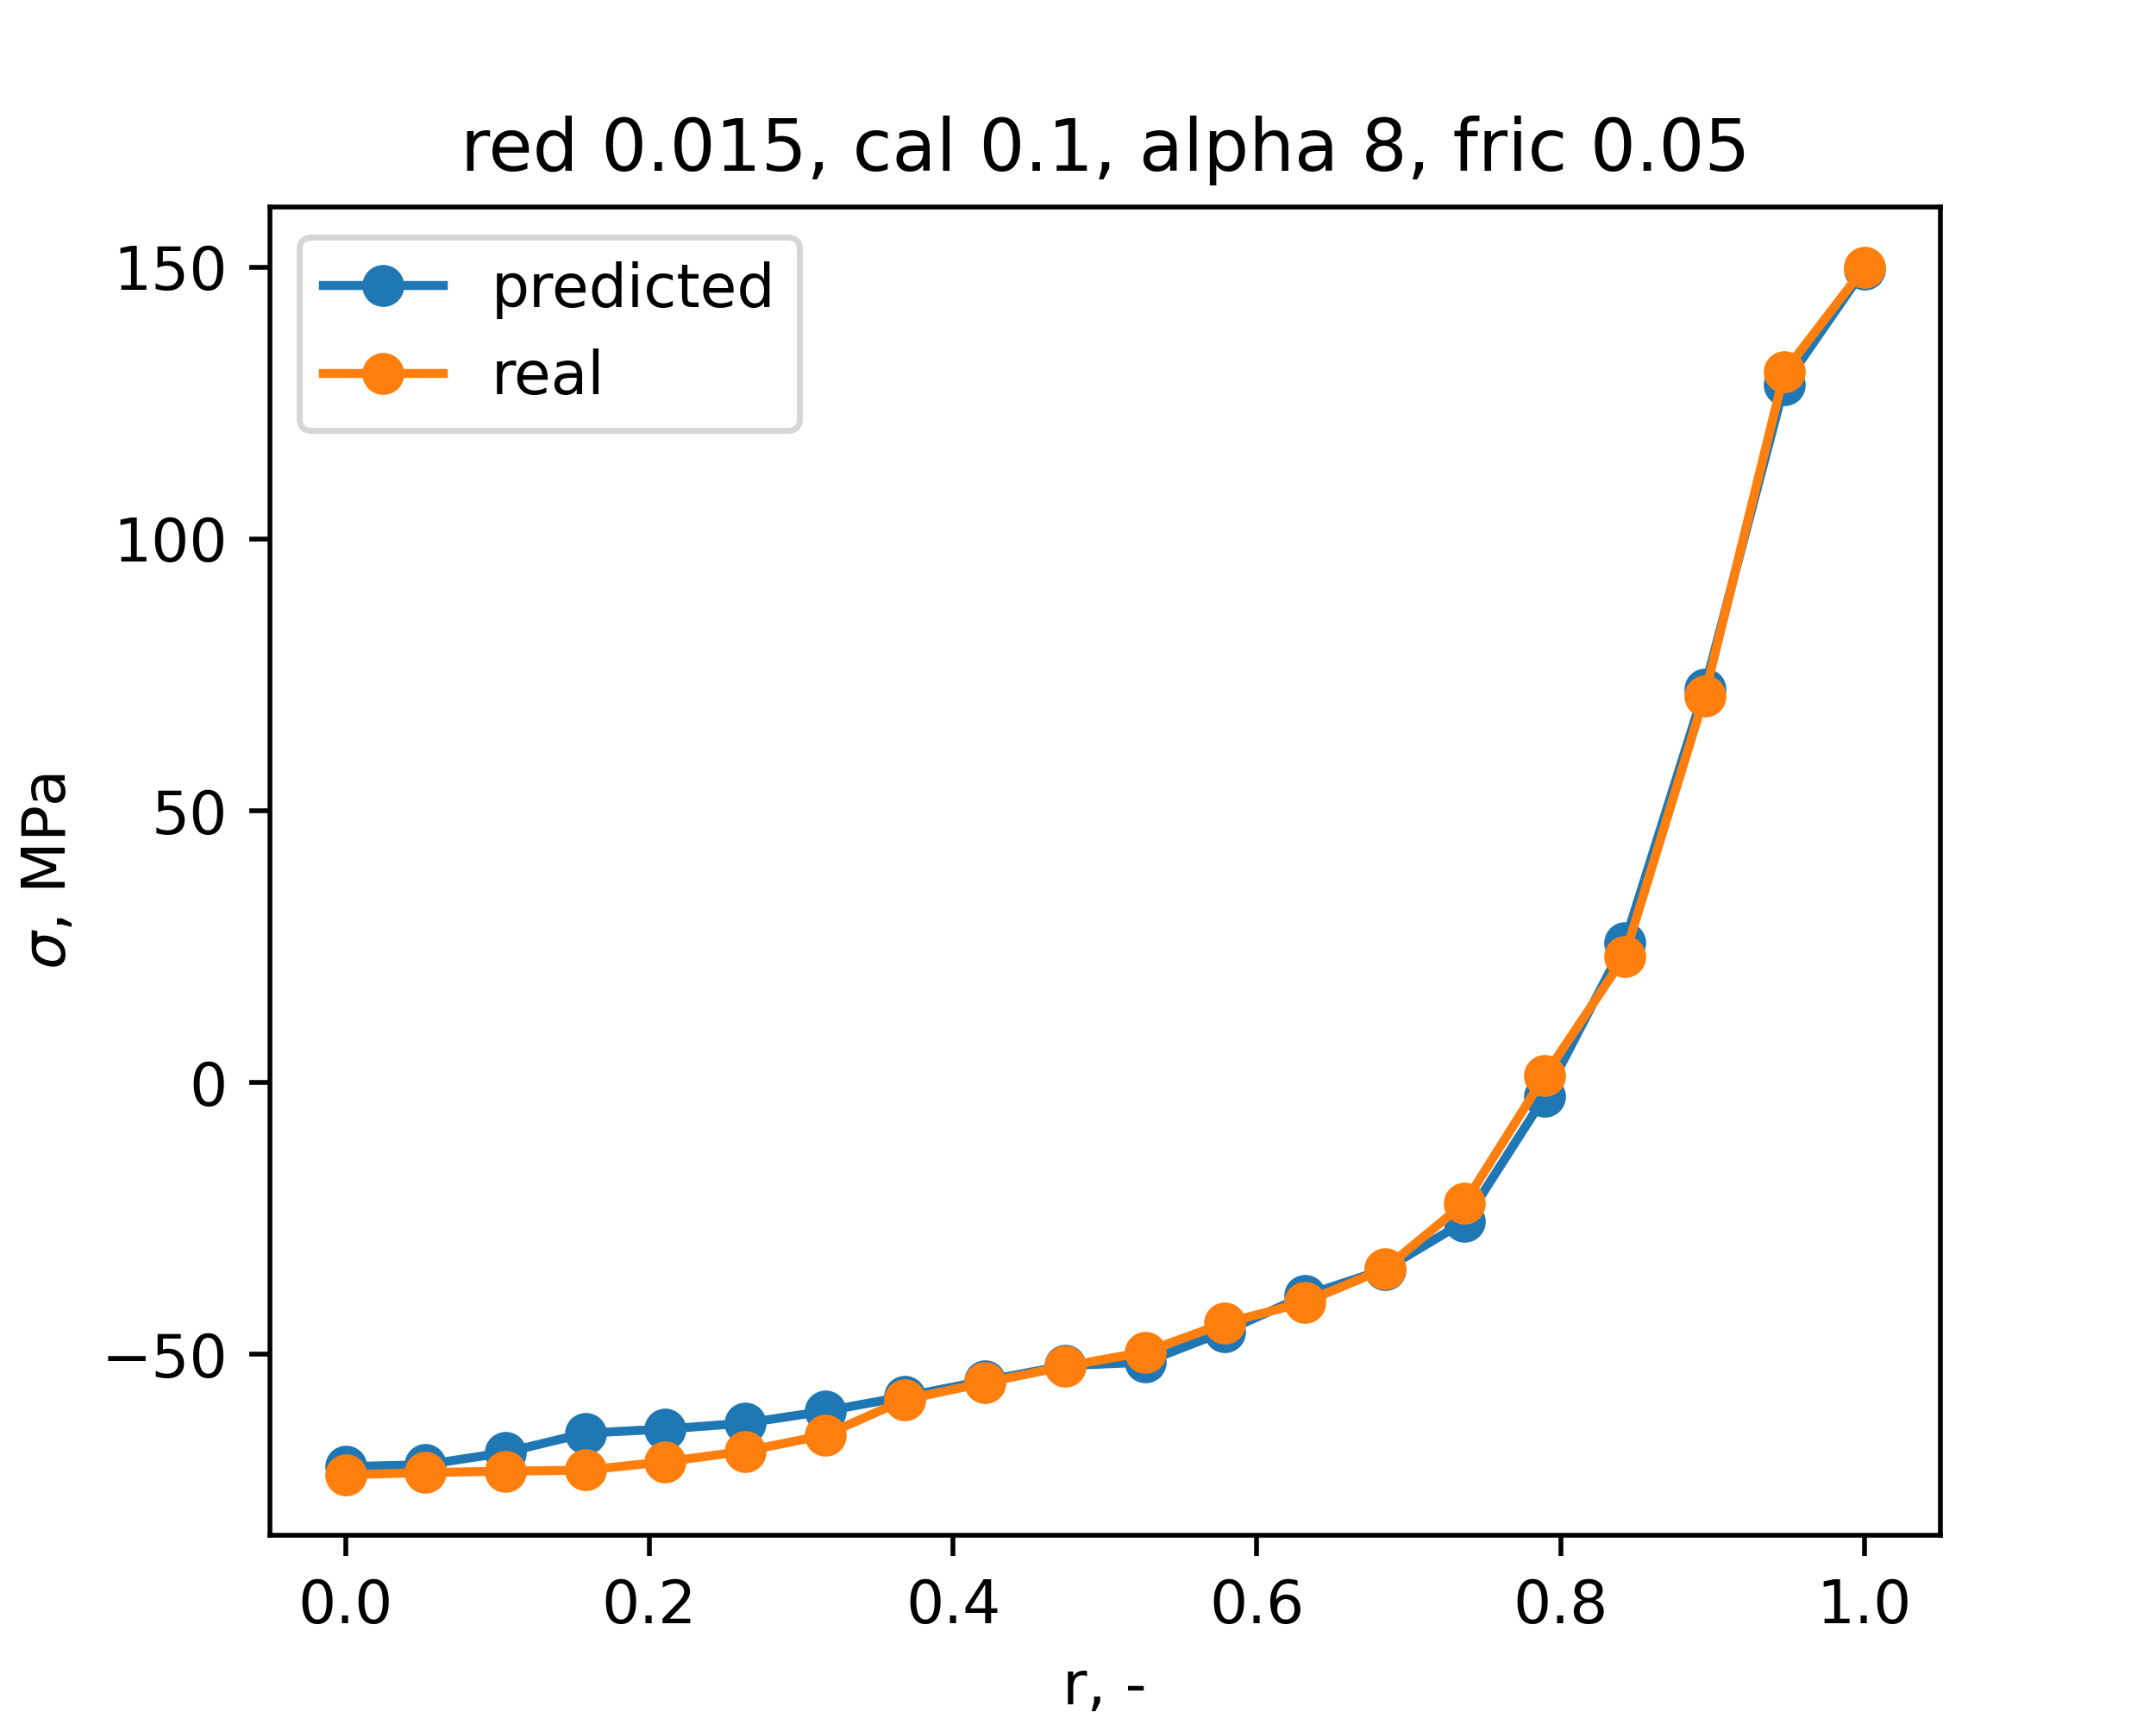 red 0.015, cal 0.1, alpha 8, fric 0.05
predicted
real
150
100
50
0
−50
σ, MPa
0.0 0.2 0.4 0.6 0.8 1.0
r, -